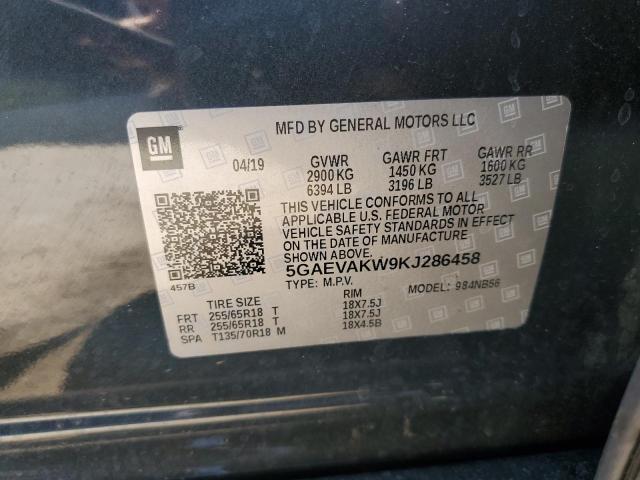 GM
MFD BY GENERAL MOTORS LLC
04/19
GVWR GAWR FRT GAWR RR
2900 KG 1450 KG 1600 KG
6394 LB 3196 LB 3527 LB
THIS VEHICLE CONFORMS TO ALL
APPLICABLE U.S. FEDERAL MOTOR
VEHICLE SAFETY STANDARDS IN EFFECT
ON THE DATE OF MANUFACTURE
SHOWN ABOVE.
5GAEVAKW9KJ286458
457B
TYPE: M.P.V. MODEL: 984NB56
TIRE SIZE RIM
FRT 255/65R18 T 18X7.5J
RR 255/65R18 T 18X7.5J
SPA T135/70R18 M 18X4.5B